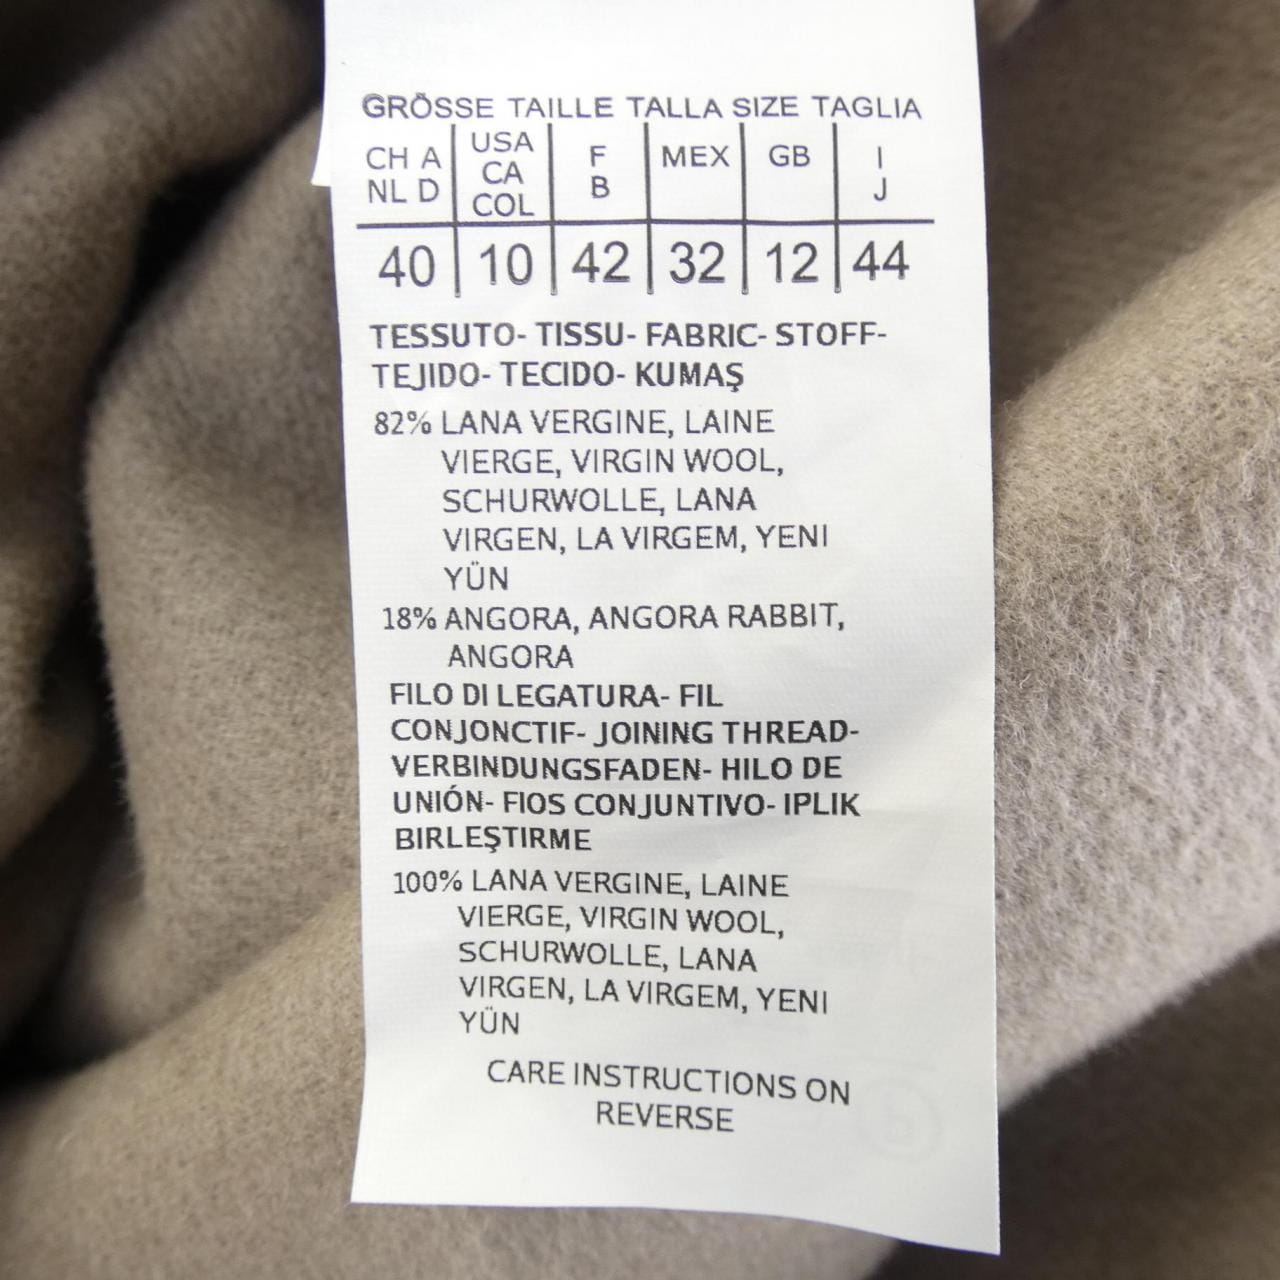 GRÖSSE TAILLE TALLA SIZE TAGLIA
CH A NL D | USA CA COL | F B | MEX | GB | I J
40 | 10 | 42 | 32 | 12 | 44
TESSUTO- TISSU- FABRIC- STOFF-
TEJIDO- TECIDO- KUMAŞ
82% LANA VERGINE, LAINE
VIERGE, VIRGIN WOOL,
SCHURWOLLE, LANA
VIRGEN, LA VIRGEM, YENI
YÜN
18% ANGORA, ANGORA RABBIT,
ANGORA
FILO DI LEGATURA- FIL
CONJONCTIF- JOINING THREAD-
VERBINDUNGSFADEN- HILO DE
UNIÓN- FIOS CONJUNTIVO- IPLIK
BIRLEŞTIRME
100% LANA VERGINE, LAINE
VIERGE, VIRGIN WOOL,
SCHURWOLLE, LANA
VIRGEN, LA VIRGEM, YENI
YÜN
CARE INSTRUCTIONS ON
REVERSE